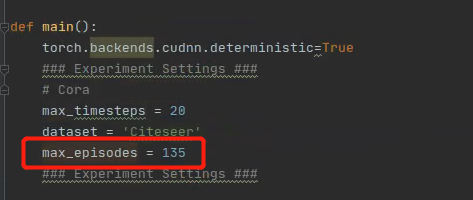 def main():
torch.backends.cudnn.deterministic=True
### Experiment Settings ###
# Cora
max_timesteps = 20
dataset = 'Citeseer'
max_episodes = 135
### Experiment Settings ###